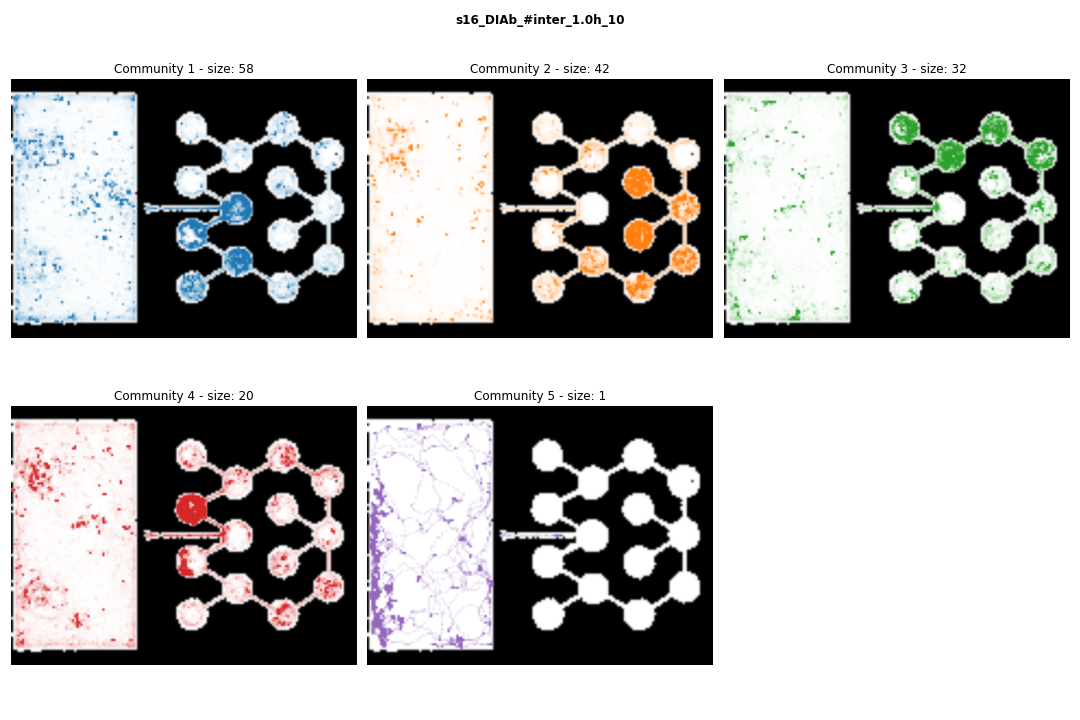 s16_DIAb_#inter_1.0h_10
Community 1 - size: 58
Community 2 - size: 42
Community 3 - size: 32
Community 4 - size: 20
Community 5 - size: 1